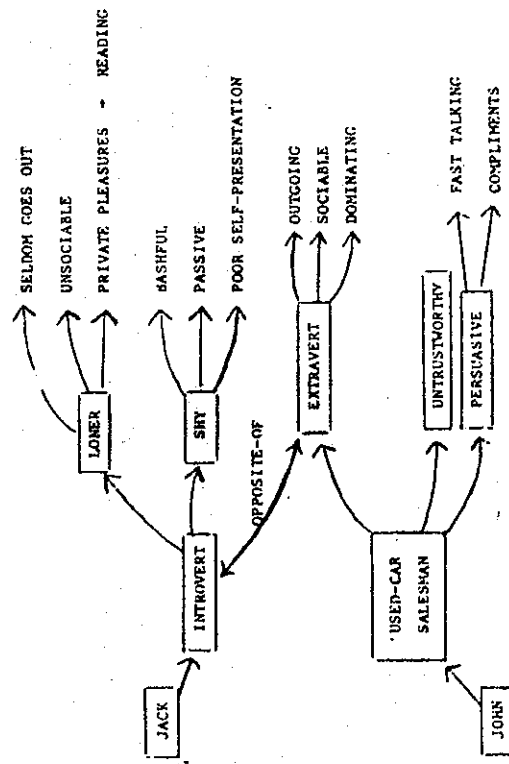 SELDOM GOES OUT
UNSOCIABLE
PRIVATE PLEASURES → READING
LONER
BASHFUL
PASSIVE
POOR SELF-PRESENTATION
SHY
JACK
INTROVERT
OPPOSITE-OF
OUTGOING
SOCIABLE
DOMINATING
EXTRAVERT
UNTRUSTWORTHY
PERSUASIVE
FAST TALKING
COMPLIMENTS
USED-CAR
SALESMAN
JOHN